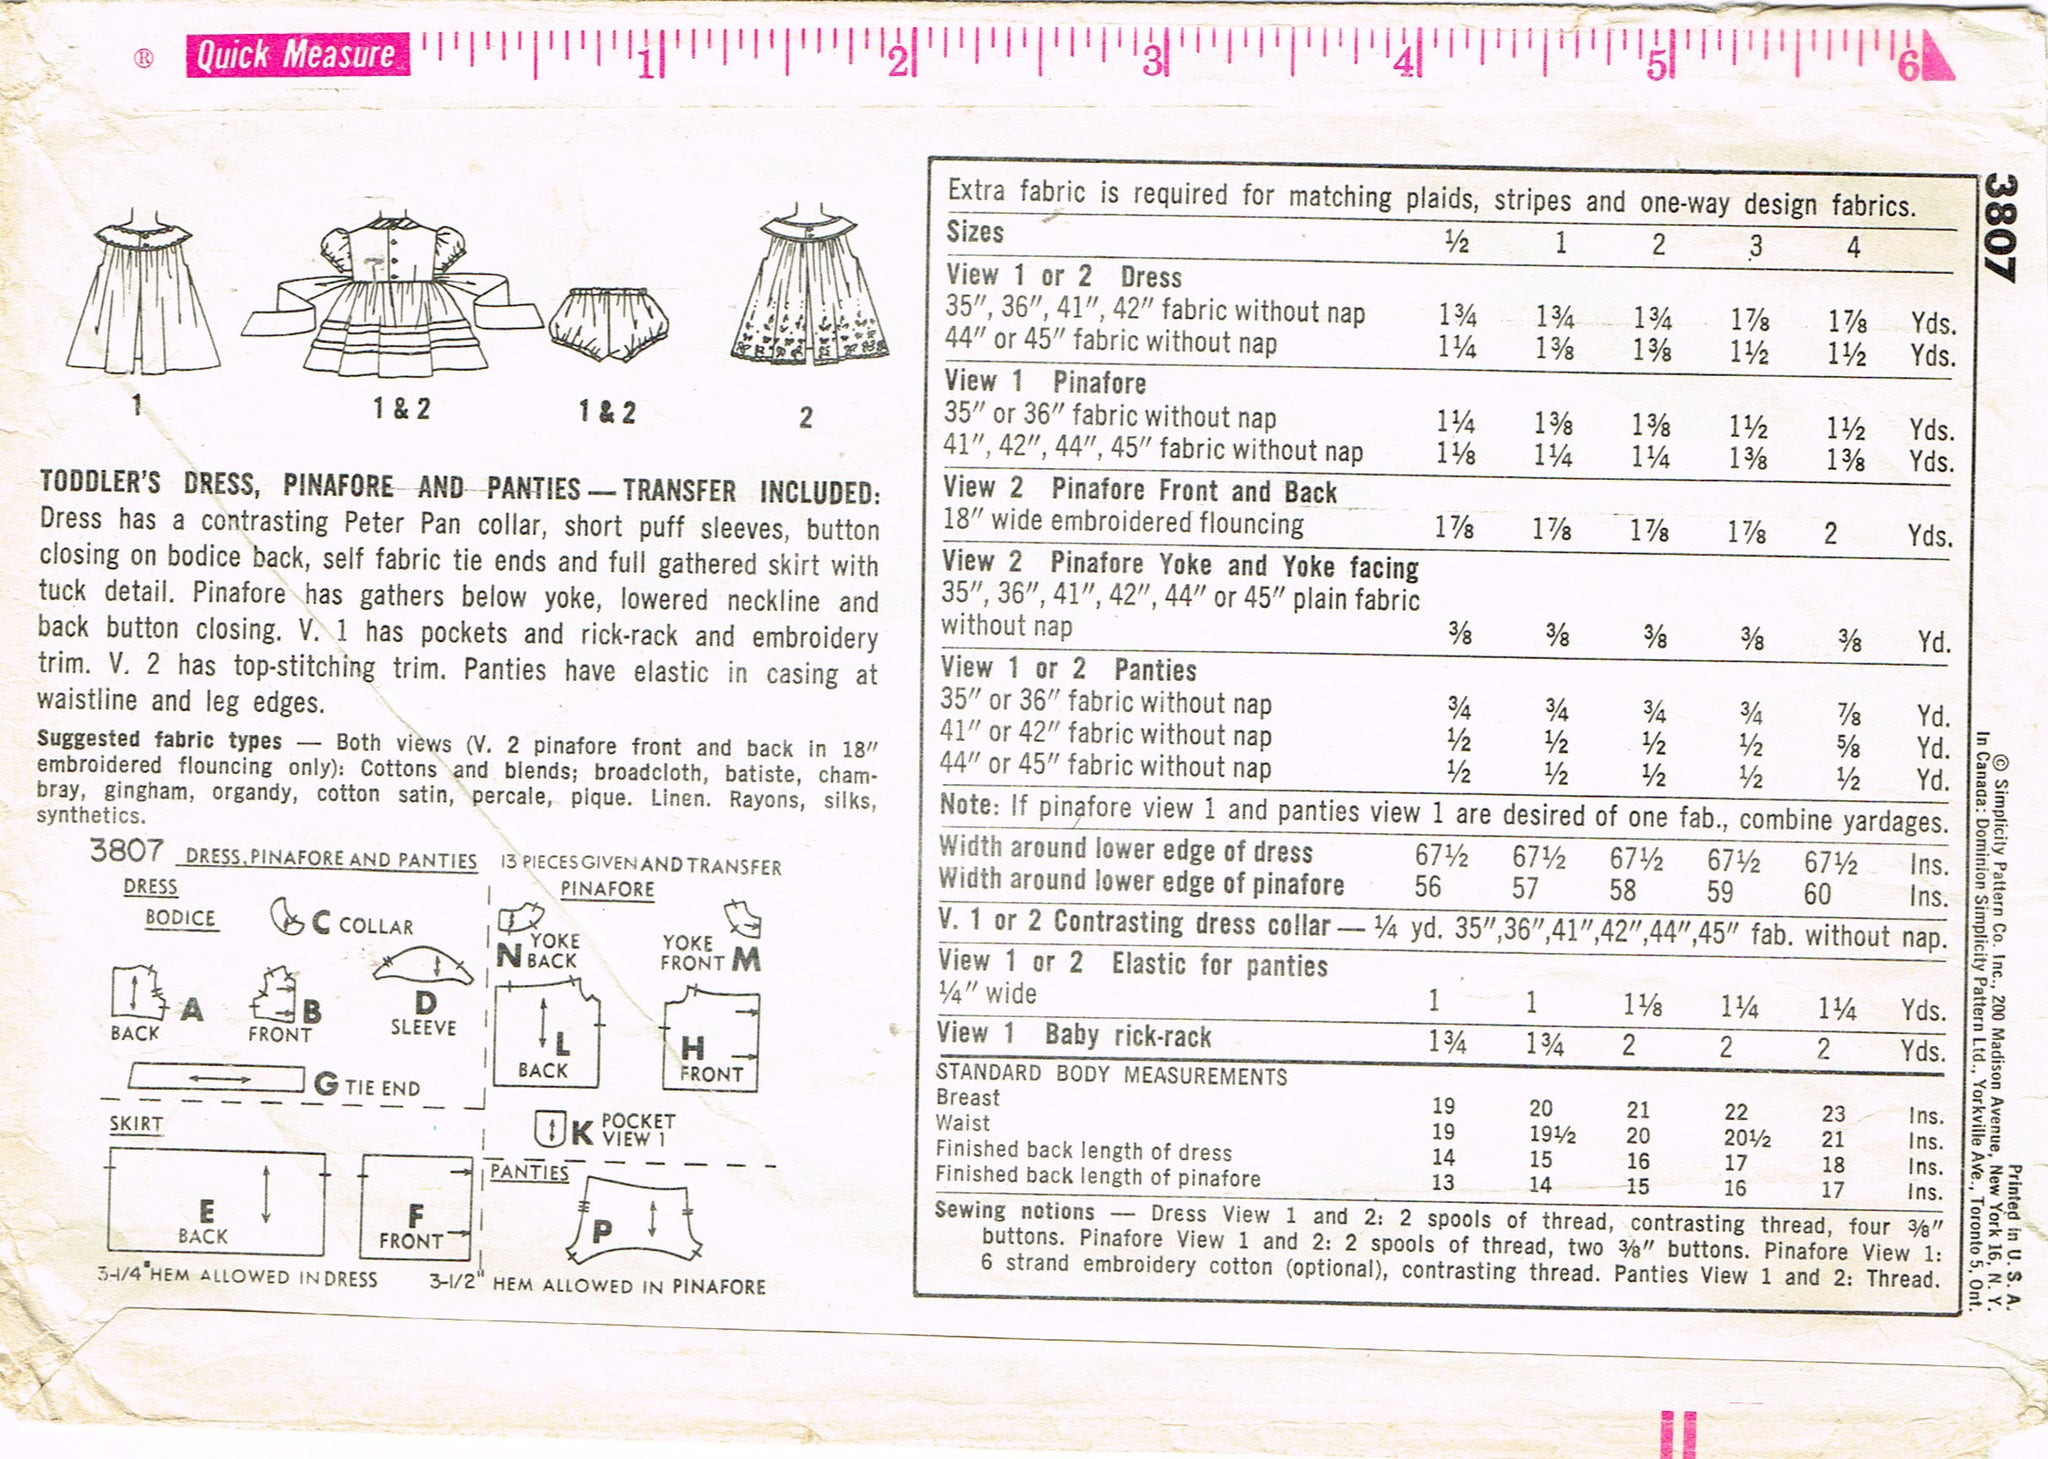 ® Quick Measure 1 2 3 4 5 6
1
1 & 2
1 & 2
2
TODDLER'S DRESS, PINAFORE AND PANTIES — TRANSFER INCLUDED:
Dress has a contrasting Peter Pan collar, short puff sleeves, button
closing on bodice back, self fabric tie ends and full gathered skirt with
tuck detail. Pinafore has gathers below yoke, lowered neckline and
back button closing. V. 1 has pockets and rick-rack and embroidery
trim. V. 2 has top-stitching trim. Panties have elastic in casing at
waistline and leg edges.
Suggested fabric types — Both views (V. 2 pinafore front and back in 18"
embroidered flouncing only): Cottons and blends; broadcloth, batiste, cham-
bray, gingham, organdy, cotton satin, percale, pique. Linen. Rayons, silks,
synthetics.
3807 DRESS, PINAFORE AND PANTIES 13 PIECES GIVEN AND TRANSFER
DRESS
BODICE
C COLLAR
A
BACK
B
FRONT
D
SLEEVE
G TIE END
SKIRT
E
BACK
F
FRONT
3-1/4" HEM ALLOWED IN DRESS
PINAFORE
N YOKE
BACK
YOKE
FRONT M
L
BACK
H
FRONT
K POCKET
VIEW 1
PANTIES
P
3-1/2" HEM ALLOWED IN PINAFORE
Extra fabric is required for matching plaids, stripes and one-way design fabrics.
Sizes ½ 1 2 3 4
View 1 or 2 Dress
35", 36", 41", 42" fabric without nap 1¾ 1¾ 1¾ 1⅞ 1⅞ Yds.
44" or 45" fabric without nap 1¼ 1⅜ 1⅜ 1½ 1½ Yds.
View 1 Pinafore
35" or 36" fabric without nap 1¼ 1⅜ 1⅜ 1½ 1½ Yds.
41", 42", 44", 45" fabric without nap 1⅛ 1¼ 1¼ 1⅜ 1⅜ Yds.
View 2 Pinafore Front and Back
18" wide embroidered flouncing 1⅞ 1⅞ 1⅞ 1⅞ 2 Yds.
View 2 Pinafore Yoke and Yoke facing
35", 36", 41", 42", 44" or 45" plain fabric
without nap ⅜ ⅜ ⅜ ⅜ ⅜ Yd.
View 1 or 2 Panties
35" or 36" fabric without nap ¾ ¾ ¾ ¾ ⅞ Yd.
41" or 42" fabric without nap ½ ½ ½ ½ ⅝ Yd.
44" or 45" fabric without nap ½ ½ ½ ½ ½ Yd.
Note: If pinafore view 1 and panties view 1 are desired of one fab., combine yardages.
Width around lower edge of dress 67½ 67½ 67½ 67½ 67½ Ins.
Width around lower edge of pinafore 56 57 58 59 60 Ins.
V. 1 or 2 Contrasting dress collar — ¼ yd. 35",36",41",42",44",45" fab. without nap.
View 1 or 2 Elastic for panties
¼" wide 1 1 1⅛ 1¼ 1¼ Yds.
View 1 Baby rick-rack 1¾ 1¾ 2 2 2 Yds.
STANDARD BODY MEASUREMENTS
Breast 19 20 21 22 23 Ins.
Waist 19 19½ 20 20½ 21 Ins.
Finished back length of dress 14 15 16 17 18 Ins.
Finished back length of pinafore 13 14 15 16 17 Ins.
Sewing notions — Dress View 1 and 2: 2 spools of thread, contrasting thread, four ⅜"
buttons. Pinafore View 1 and 2: 2 spools of thread, two ⅜" buttons. Pinafore View 1:
6 strand embroidery cotton (optional), contrasting thread. Panties View 1 and 2: Thread.
3807
Printed in U. S. A.
© Simplicity Pattern Co. Inc., 200 Madison Avenue, New York 16, N. Y.
In Canada: Dominion Simplicity Pattern Ltd., Yorkville Ave., Toronto 5, Ont.